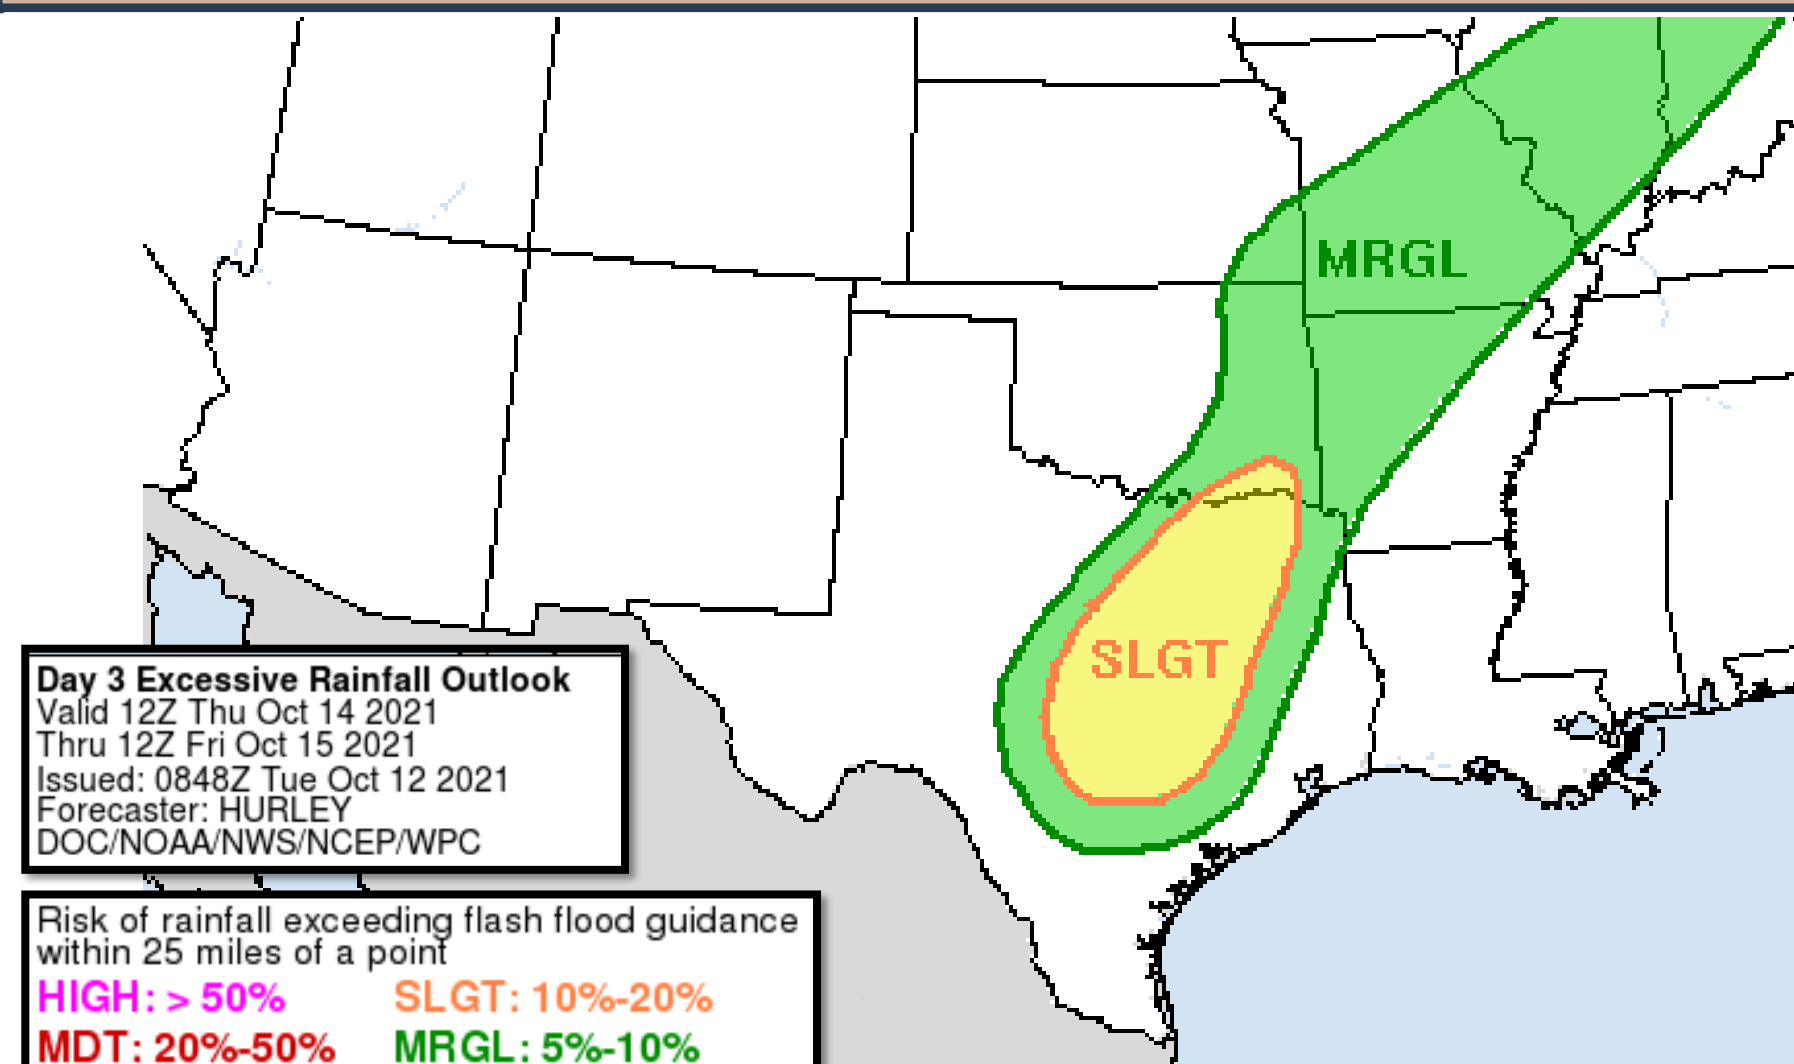 MRGL
SLGT
Day 3 Excessive Rainfall Outlook
Valid 12Z Thu Oct 14 2021
Thru 12Z Fri Oct 15 2021
Issued: 0848Z Tue Oct 12 2021
Forecaster: HURLEY
DOC/NOAA/NWS/NCEP/WPC
Risk of rainfall exceeding flash flood guidance
within 25 miles of a point
HIGH: > 50% SLGT: 10%-20%
MDT: 20%-50% MRGL: 5%-10%